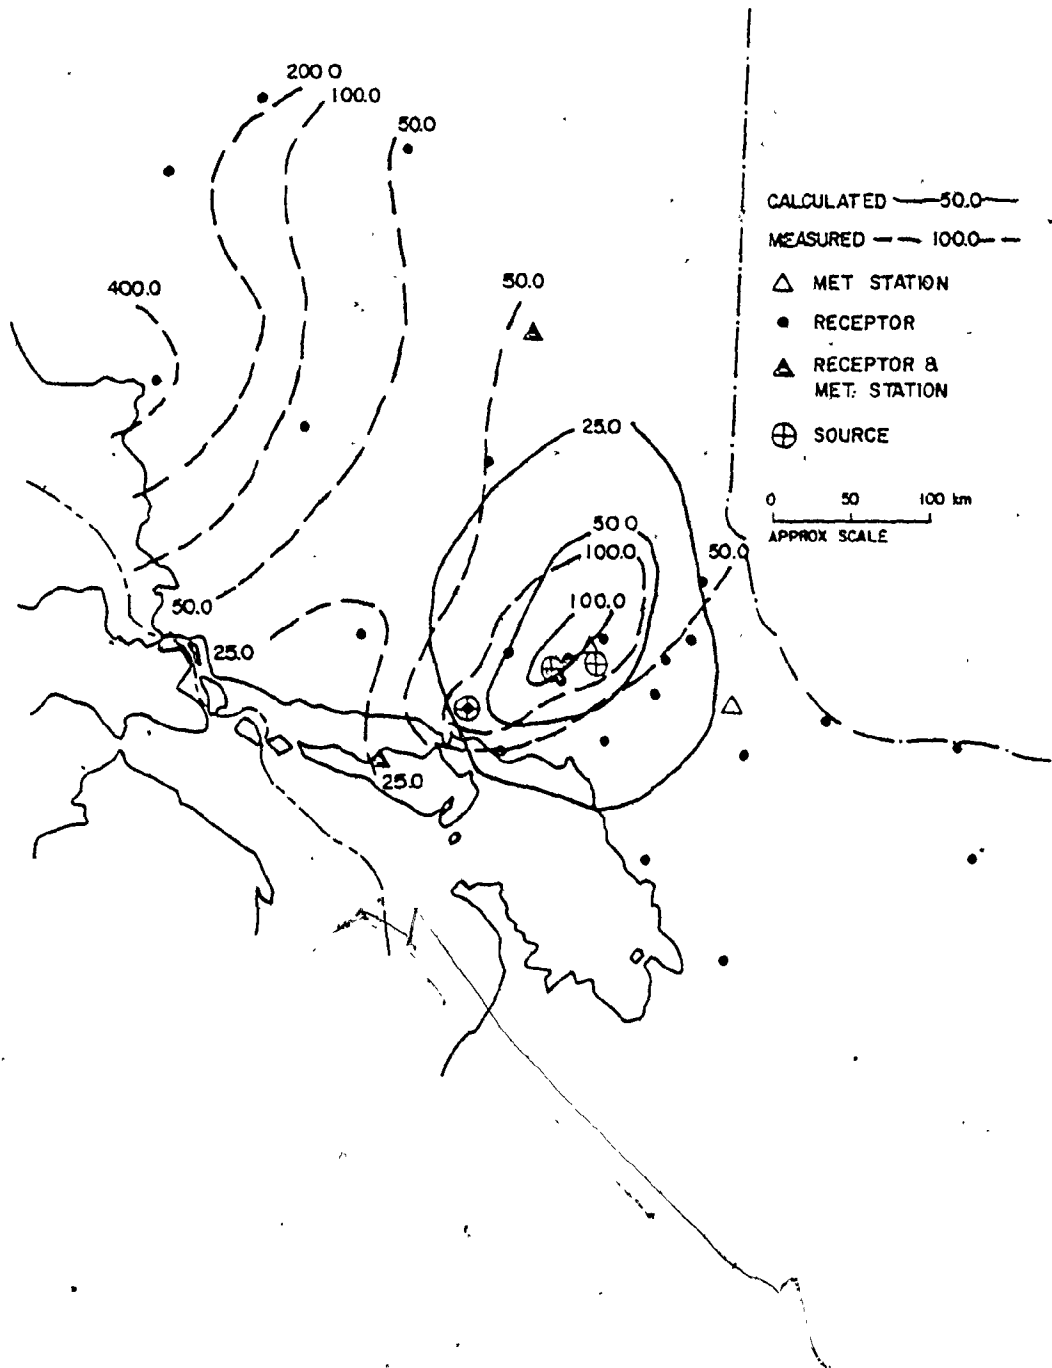 200 0
100.0
50.0
CALCULATED 50.0
MEASURED 100.0
400.0
50.0
MET STATION
RECEPTOR
RECEPTOR &
MET. STATION
25.0
SOURCE
0 50 100 km
APPROX SCALE
50 0
100.0
50.0
100.0
50.0
25.0
25.0